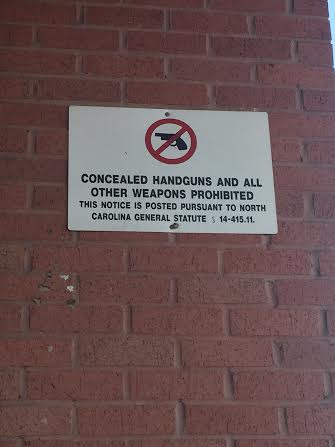 CONCEALED HANDGUNS AND ALL
OTHER WEAPONS PROHIBITED
THIS NOTICE IS POSTED PURSUANT TO NORTH
CAROLINA GENERAL STATUTE § 14-415.11.